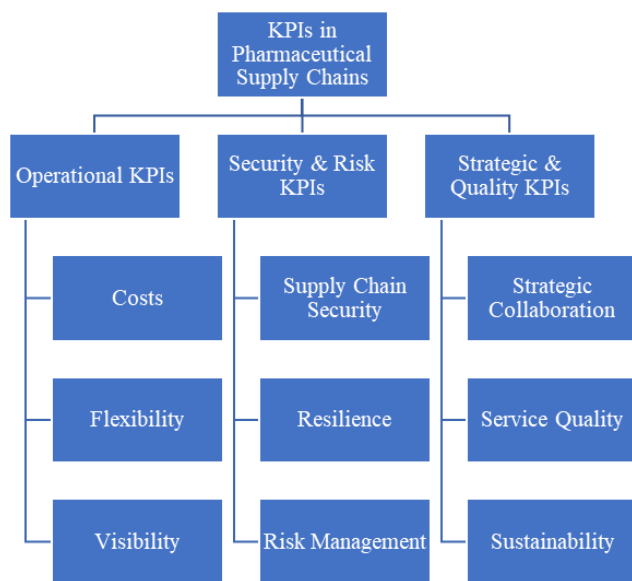 KPIs in
Pharmaceutical
Supply Chains
Operational KPIs
Security & Risk
KPIs
Strategic &
Quality KPIs
Costs
Supply Chain
Security
Strategic
Collaboration
Flexibility
Resilience
Service Quality
Visibility
Risk Management
Sustainability